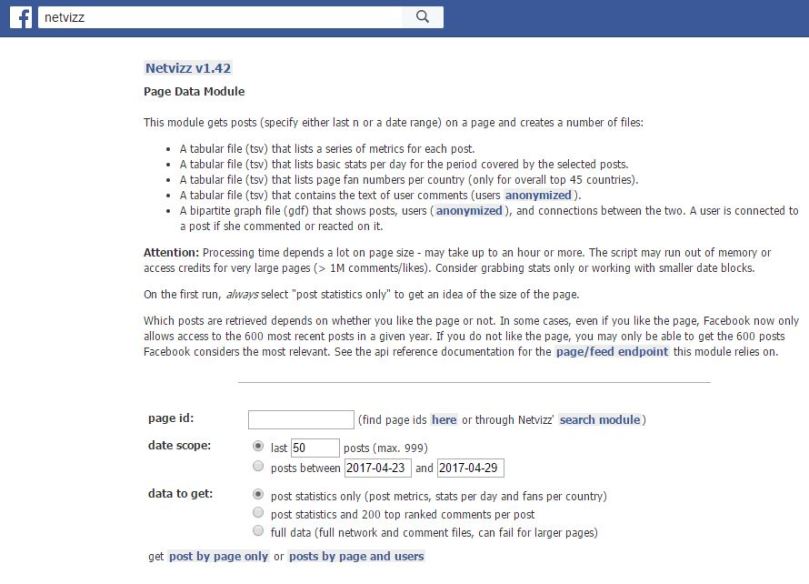 f netvizz
Netvizz v1.42
Page Data Module
This module gets posts (specify either last n or a date range) on a page and creates a number of files:
• A tabular file (tsv) that lists a series of metrics for each post.
• A tabular file (tsv) that lists basic stats per day for the period covered by the selected posts.
• A tabular file (tsv) that lists page fan numbers per country (only for overall top 45 countries).
• A tabular file (tsv) that contains the text of user comments (users anonymized).
• A bipartite graph file (gdf) that shows posts, users (anonymized), and connections between the two. A user is connected to
a post if she commented or reacted on it.
Attention: Processing time depends a lot on page size - may take up to an hour or more. The script may run out of memory or
access credits for very large pages (> 1M comments/likes). Consider grabbing stats only or working with smaller date blocks.
On the first run, always select "post statistics only" to get an idea of the size of the page.
Which posts are retrieved depends on whether you like the page or not. In some cases, even if you like the page, Facebook now only
allows access to the 600 most recent posts in a given year. If you do not like the page, you may only be able to get the 600 posts
Facebook considers the most relevant. See the api reference documentation for the page/feed endpoint this module relies on.
page id: (find page ids here or through Netvizz' search module)
date scope: last 50 posts (max. 999)
posts between 2017-04-23 and 2017-04-29
data to get: post statistics only (post metrics, stats per day and fans per country)
post statistics and 200 top ranked comments per post
full data (full network and comment files, can fail for larger pages)
get post by page only or posts by page and users